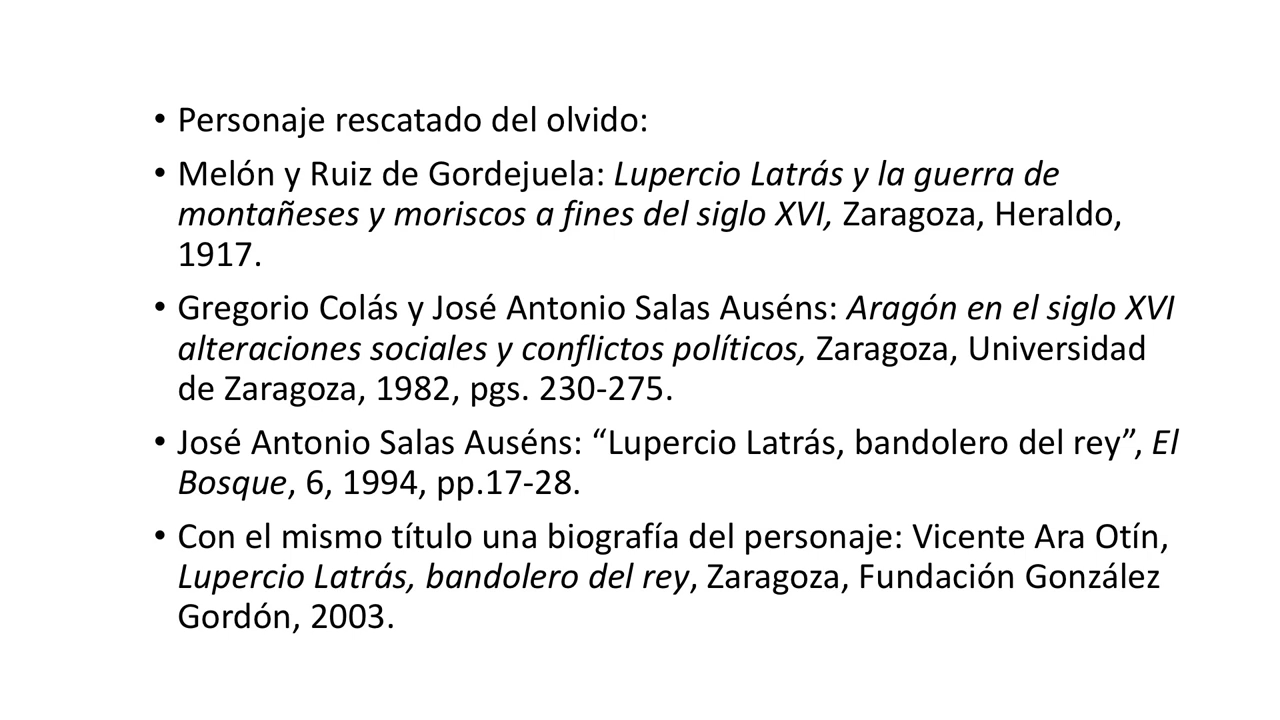 • Personaje rescatado del olvido:
• Melón y Ruiz de Gordejuela: Lupercio Latrás y la guerra de
montañeses y moriscos a fines del siglo XVI, Zaragoza, Heraldo,
1917.
• Gregorio Colás y José Antonio Salas Auséns: Aragón en el siglo XVI
alteraciones sociales y conflictos políticos, Zaragoza, Universidad
de Zaragoza, 1982, pgs. 230-275.
• José Antonio Salas Auséns: “Lupercio Latrás, bandolero del rey”, El
Bosque, 6, 1994, pp.17-28.
• Con el mismo título una biografía del personaje: Vicente Ara Otín,
Lupercio Latrás, bandolero del rey, Zaragoza, Fundación González
Gordón, 2003.